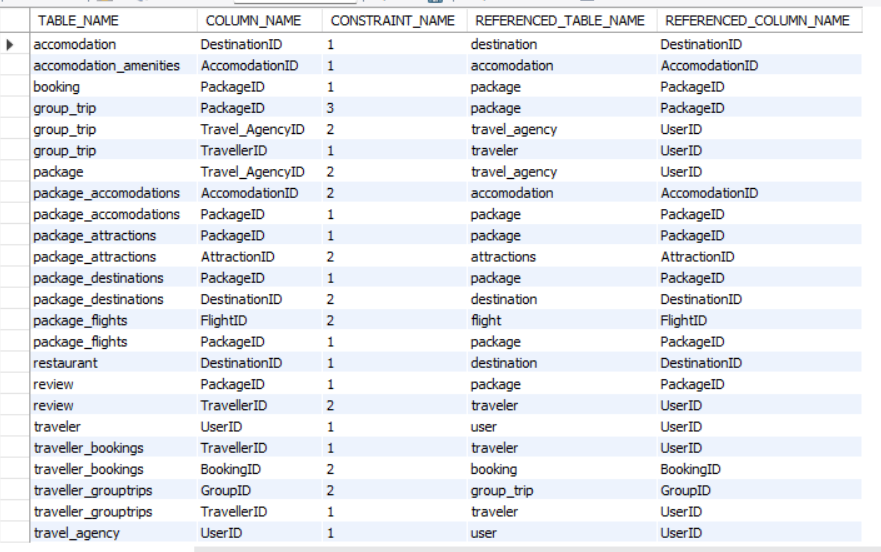 TABLE_NAME COLUMN_NAME CONSTRAINT_NAME REFERENCED_TABLE_NAME REFERENCED_COLUMN_NAME
accomodation DestinationID 1 destination DestinationID
accomodation_amenities AccomodationID 1 accomodation AccomodationID
booking PackageID 1 package PackageID
group_trip PackageID 3 package PackageID
group_trip Travel_AgencyID 2 travel_agency UserID
group_trip TravellerID 1 traveler UserID
package Travel_AgencyID 2 travel_agency UserID
package_accomodations AccomodationID 2 accomodation AccomodationID
package_accomodations PackageID 1 package PackageID
package_attractions PackageID 1 package PackageID
package_attractions AttractionID 2 attractions AttractionID
package_destinations PackageID 1 package PackageID
package_destinations DestinationID 2 destination DestinationID
package_flights FlightID 2 flight FlightID
package_flights PackageID 1 package PackageID
restaurant DestinationID 1 destination DestinationID
review PackageID 1 package PackageID
review TravellerID 2 traveler UserID
traveler UserID 1 user UserID
traveller_bookings TravellerID 1 traveler UserID
traveller_bookings BookingID 2 booking BookingID
traveller_grouptrips GroupID 2 group_trip GroupID
traveller_grouptrips TravellerID 1 traveler UserID
travel_agency UserID 1 user UserID